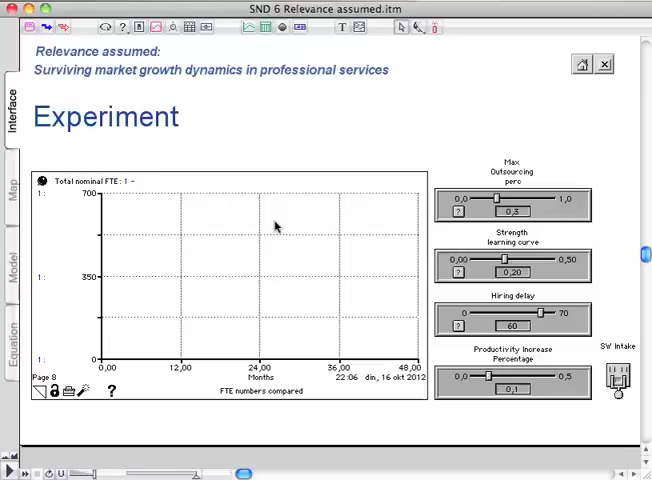 SND 6 Relevance assumed.itm
Relevance assumed:
Surviving market growth dynamics in professional services
Interface
Map
Model
Equation
Experiment
Total nominal FTE: 1 -
1: 700
1: 350
1: 0
0,00 12,00 24,00 36,00 48,00
Page 8
Months
22:06 din, 16 okt 2012
?
FTE numbers compared
Max
Outsourcing
perc
0,0 1,0
? 0,3
Strength
learning curve
0,00 0,50
? 0,20
Hiring delay
0 70
? 60
Productivity Increase
Percentage
0,0 0,5
? 0,1
SW Intake